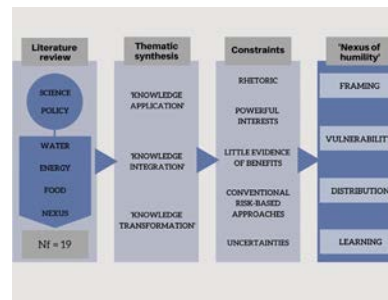 Literature
review
SCIENCE
POLICY
WATER
ENERGY
FOOD
NEXUS
Nf = 19
Thematic
synthesis
'KNOWLEDGE
APPLICATION'
'KNOWLEDGE
INTEGRATION'
'KNOWLEDGE
TRANSFORMATION'
Constraints
RHETORIC
POWERFUL
INTERESTS
LITTLE EVIDENCE
OF BENEFITS
CONVENTIONAL
RISK-BASED
APPROACHES
UNCERTAINTIES
'Nexus of
humility'
FRAMING
VULNERABILITY
DISTRIBUTION
LEARNING